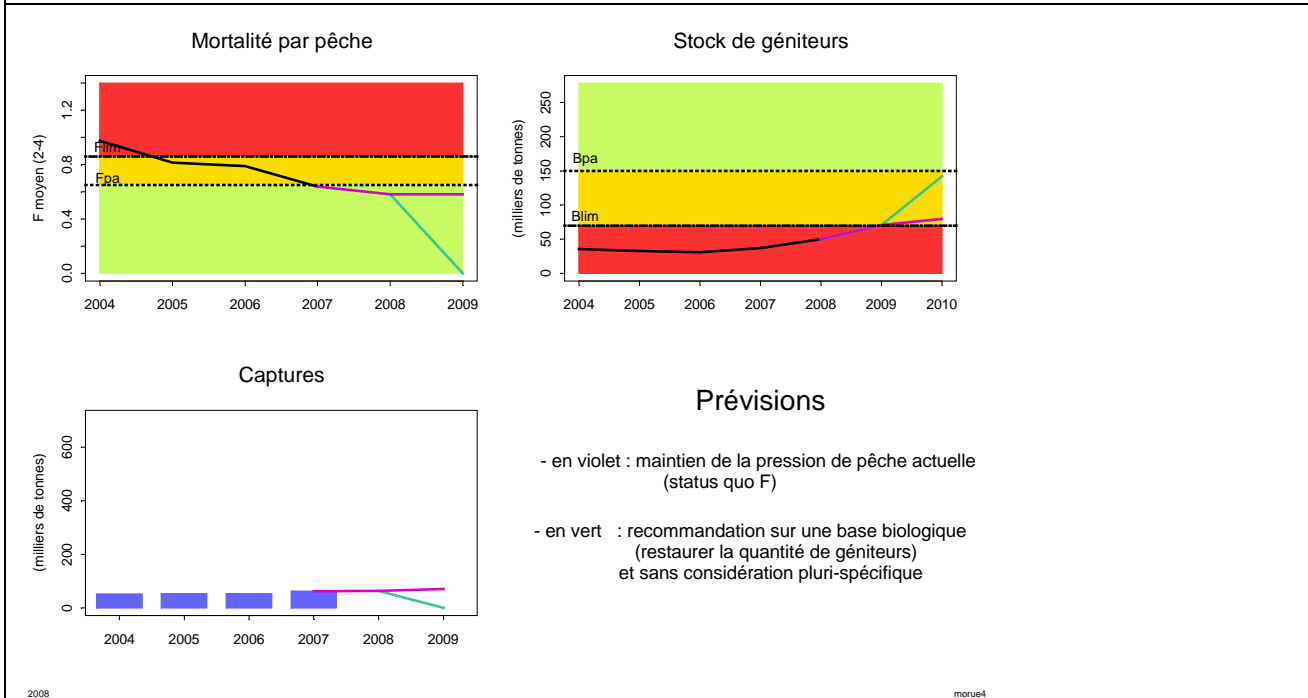 Mortalité par pêche
F moyen (2-4)
0.0 0.4 0.8 1.2
Flim
Fpa
2004 2005 2006 2007 2008 2009
Stock de géniteurs
(milliers de tonnes)
0 50 100 150 200 250
Bpa
Blim
2004 2005 2006 2007 2008 2009 2010
Captures
(milliers de tonnes)
0 200 400 600
2004 2005 2006 2007 2008 2009
Prévisions
- en violet : maintien de la pression de pêche actuelle
(status quo F)
- en vert : recommandation sur une base biologique
(restaurer la quantité de géniteurs)
et sans considération pluri-spécifique
2008
morue4